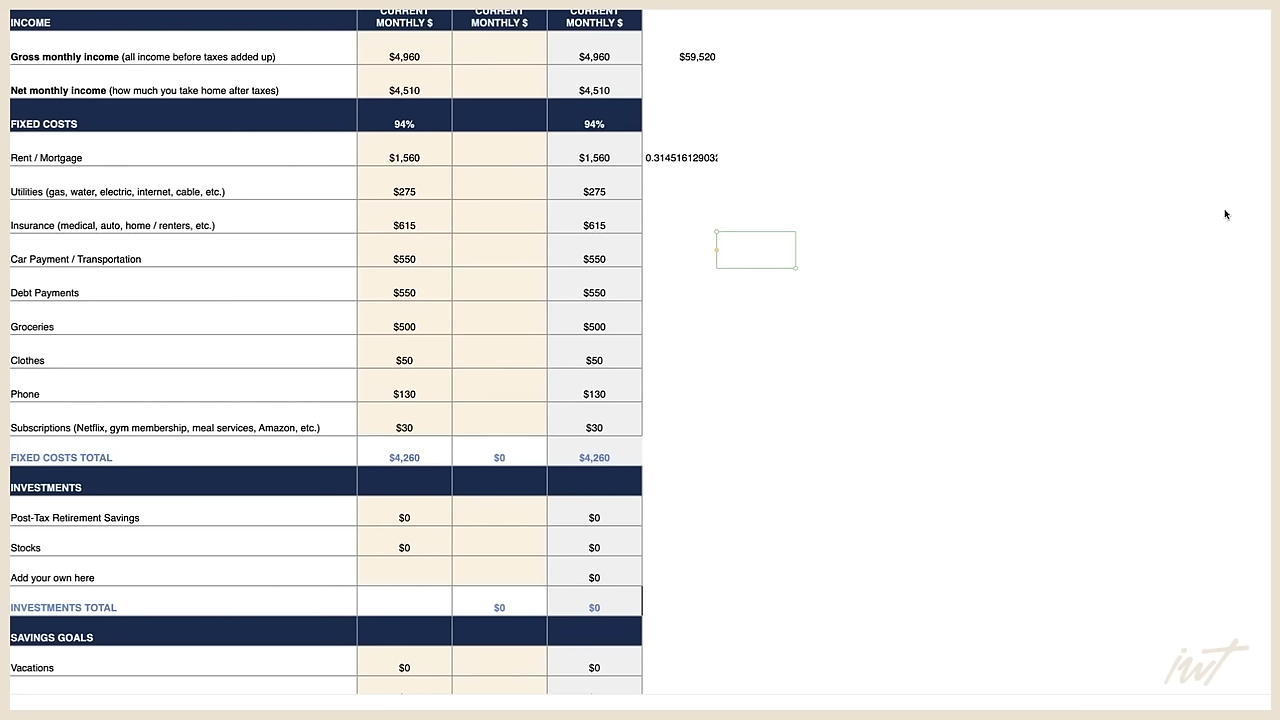 INCOME CURRENT MONTHLY $ CURRENT MONTHLY $ CURRENT MONTHLY $
Gross monthly income (all income before taxes added up) $4,960 $4,960 $59,520
Net monthly income (how much you take home after taxes) $4,510 $4,510
FIXED COSTS 94% 94%
Rent / Mortgage $1,560 $1,560 0.314516129032
Utilities (gas, water, electric, internet, cable, etc.) $275 $275
Insurance (medical, auto, home / renters, etc.) $615 $615
Car Payment / Transportation $550 $550
Debt Payments $550 $550
Groceries $500 $500
Clothes $50 $50
Phone $130 $130
Subscriptions (Netflix, gym membership, meal services, Amazon, etc.) $30 $30
FIXED COSTS TOTAL $4,260 $0 $4,260
INVESTMENTS
Post-Tax Retirement Savings $0 $0
Stocks $0 $0
Add your own here $0
INVESTMENTS TOTAL $0 $0
SAVINGS GOALS
Vacations $0 $0
iwt